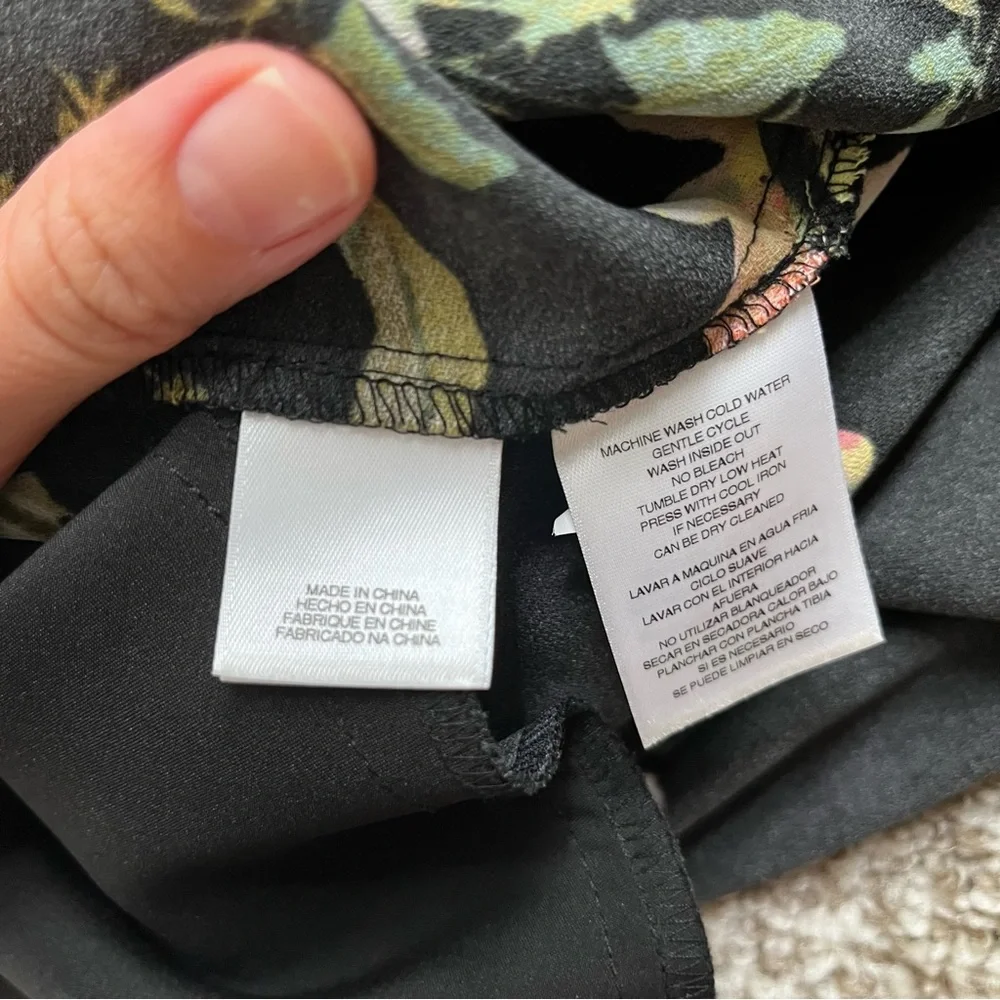 MADE IN CHINA
HECHO EN CHINA
FABRIQUE EN CHINE
FABRICADO NA CHINA
MACHINE WASH COLD WATER
GENTLE CYCLE
WASH INSIDE OUT
NO BLEACH
TUMBLE DRY LOW HEAT
PRESS WITH COOL IRON
IF NECESSARY
CAN BE DRY CLEANED
LAVAR A MAQUINA EN AGUA FRIA
CICLO SUAVE
LAVAR CON EL INTERIOR HACIA
AFUERA
NO UTILIZAR BLANQUEADOR
SECAR EN SECADORA CALOR BAJO
PLANCHAR CON PLANCHA TIBIA
SI ES NECESARIO
SE PUEDE LIMPIAR EN SECO